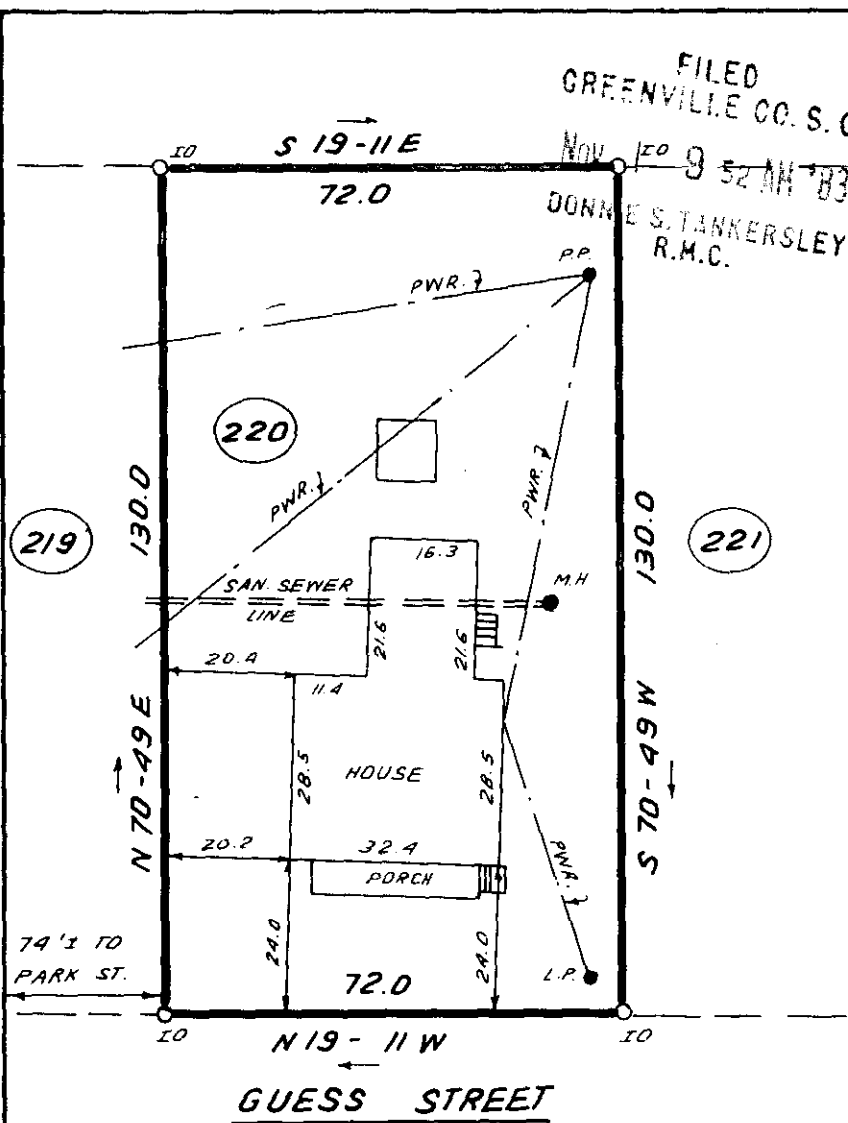 FILED
GREENVILLE CO. S. C
NOV 9 9 52 AM '83
DONNIE S. TANKERSLEY
R.M.C.
IO
S 19-11 E
IO
72.0
P.P.
PWR.
220
PWR.
PWR.
219
130.0
130.0
221
16.3
M.H
SAN. SEWER
LINE
21.6
21.6
20.4
11.4
N 70-49 E
S 70-49 W
HOUSE
28.5
28.5
20.2
32.4
PORCH
PWR.
24.0
24.0
74'± TO
PARK ST.
72.0
L.P.
IO
N 19-11 W
IO
GUESS STREET